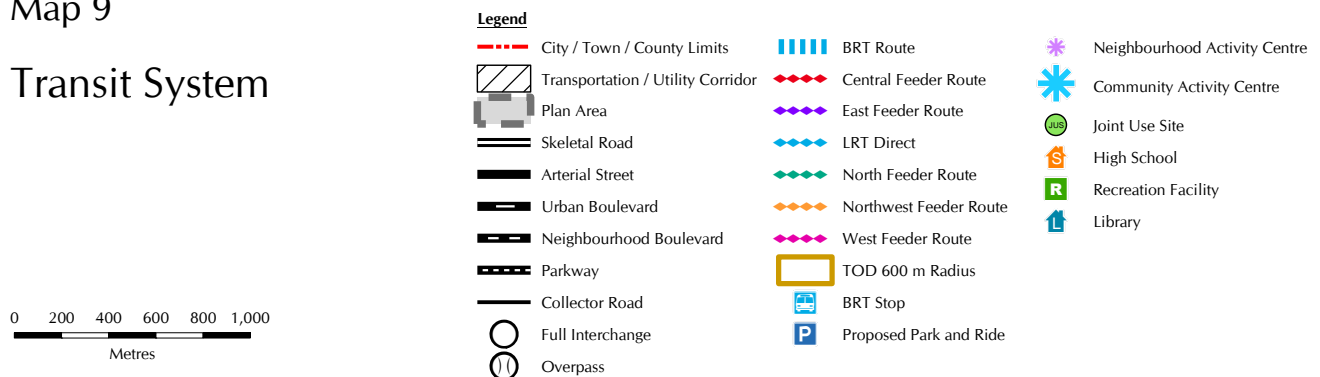 Map 9
Transit System
0 200 400 600 800 1,000
Metres
Legend
City / Town / County Limits
Transportation / Utility Corridor
Plan Area
Skeletal Road
Arterial Street
Urban Boulevard
Neighbourhood Boulevard
Parkway
Collector Road
Full Interchange
Overpass
BRT Route
Central Feeder Route
East Feeder Route
LRT Direct
North Feeder Route
Northwest Feeder Route
West Feeder Route
TOD 600 m Radius
BRT Stop
P Proposed Park and Ride
Neighbourhood Activity Centre
Community Activity Centre
JUS Joint Use Site
S High School
R Recreation Facility
L Library